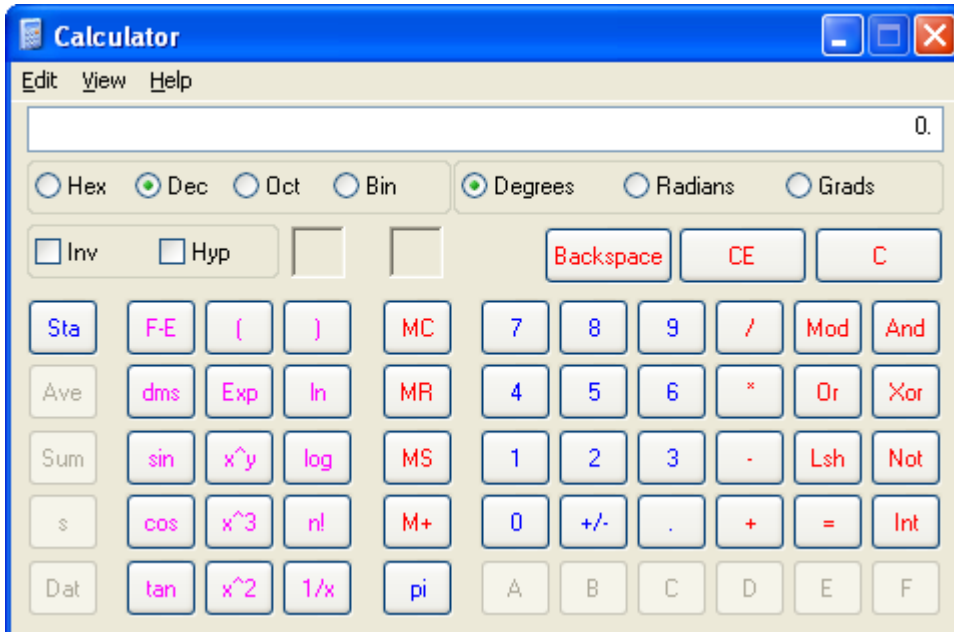 Calculator
Edit View Help
0.
Hex Dec Oct Bin Degrees Radians Grads
Inv Hyp Backspace CE C
Sta F-E ( ) MC 7 8 9 / Mod And
Ave dms Exp ln MR 4 5 6 * Or Xor
Sum sin x^y log MS 1 2 3 - Lsh Not
s cos x^3 n! M+ 0 +/- . + = Int
Dat tan x^2 1/x pi A B C D E F